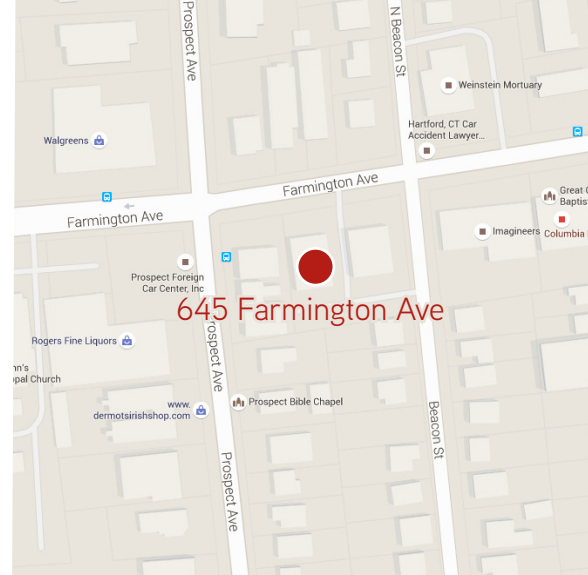 Prospect Ave
N Beacon St
Weinstein Mortuary
Hartford, CT Car
Accident Lawyer...
Walgreens
Farmington Ave
Farmington Ave
Great
Baptis
Imagineers
Columbia
Prospect Foreign
Car Center, Inc
645 Farmington Ave
Prospect Ave
Rogers Fine Liquors
nn's
pal Church
www.
dermotsirishshop.com
Prospect Bible Chapel
Beacon St
Prospect Ave